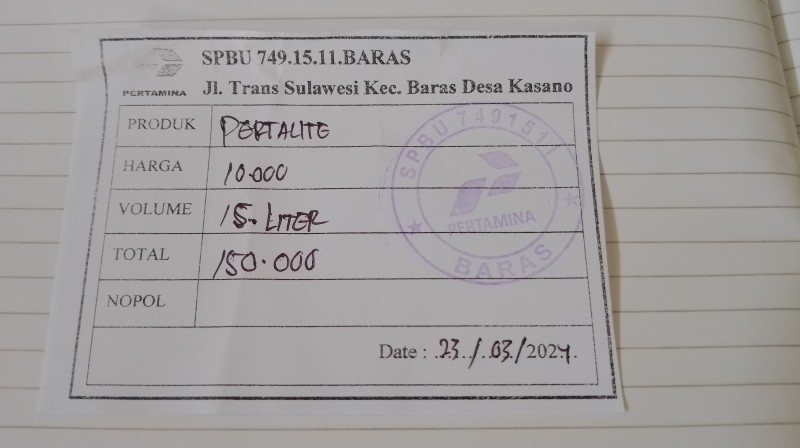 SPBU 749.15.11.BARAS
PERTAMINA
Jl. Trans Sulawesi Kec. Baras Desa Kasano
PRODUK PERTALITE
HARGA 10.000
VOLUME 15. LITER
TOTAL 150.000
NOPOL
SPBU 7491511
PERTAMINA
BARAS
Date : .23../..03./2024.